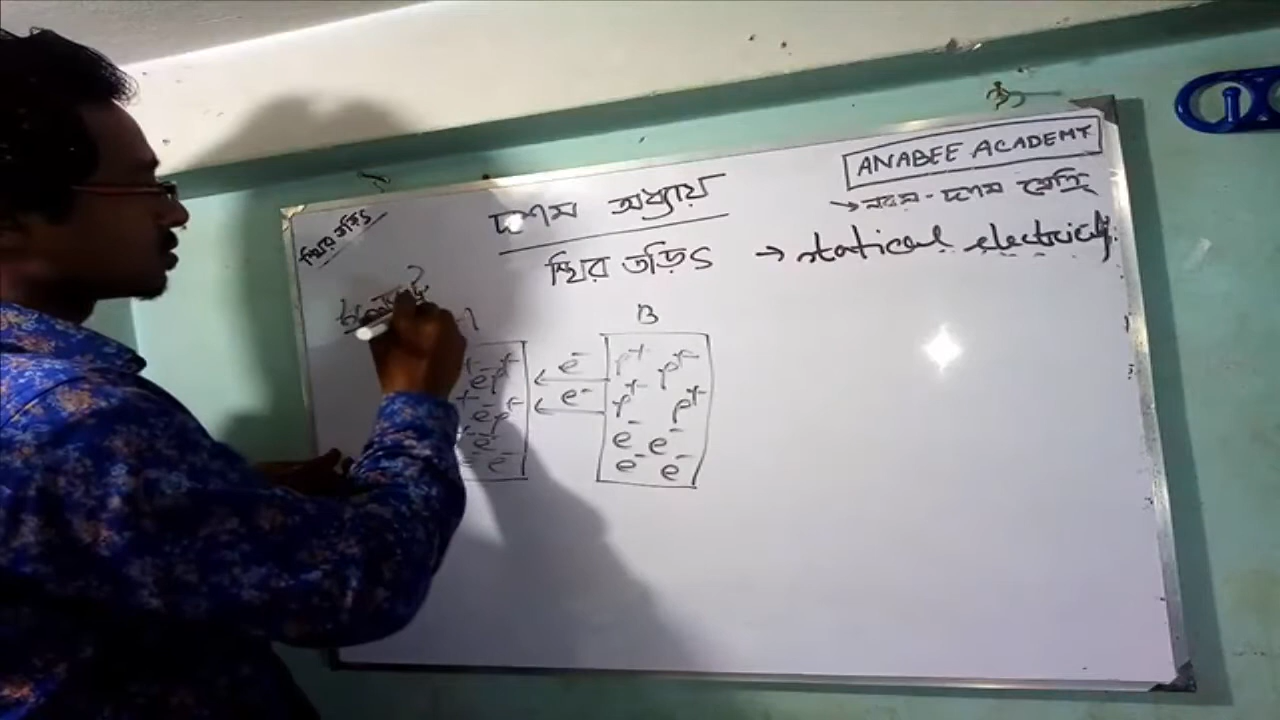 ANABEE ACADEMY
→ নবম - দশম শ্রেণি
দশম অধ্যায়
স্থির তড়িৎ → statical electricity
স্থির তড়িৎ
B
e⁻
e⁻
p⁺ p⁺
p⁺ p⁺
e⁻ e⁻
e⁻ e⁻
e⁻ p⁺
e⁻ p⁺
e⁻
e⁻